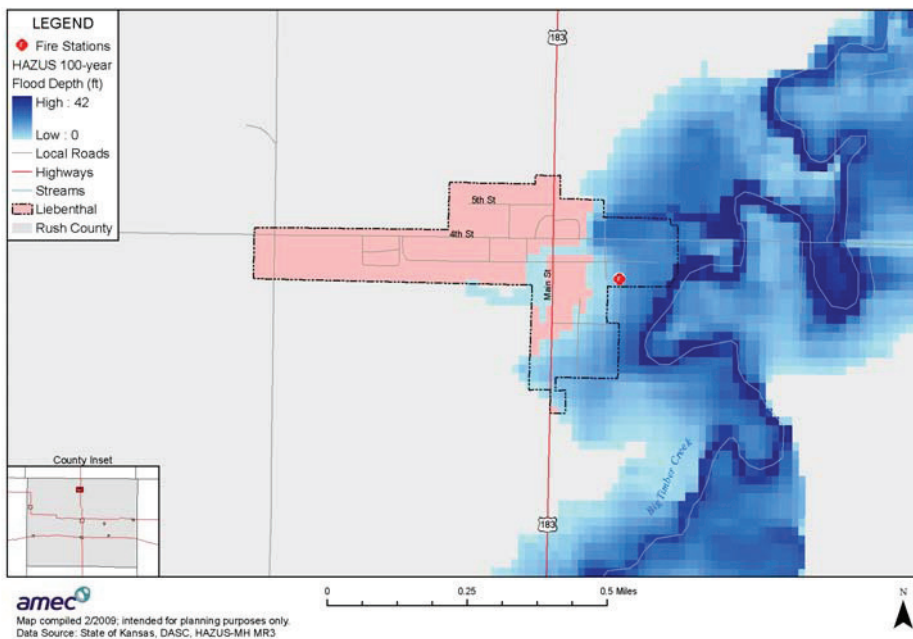 LEGEND
Fire Stations
HAZUS 100-year
Flood Depth (ft)
High : 42
Low : 0
Local Roads
Highways
Streams
Liebenthal
Rush County
183
5th St
4th St
Main St
Big Timber Creek
183
County Inset
amec
Map compiled 2/2009; intended for planning purposes only.
Data Source: State of Kansas, DASC, HAZUS-MH MR3
0 0.25 0.5 Miles
N